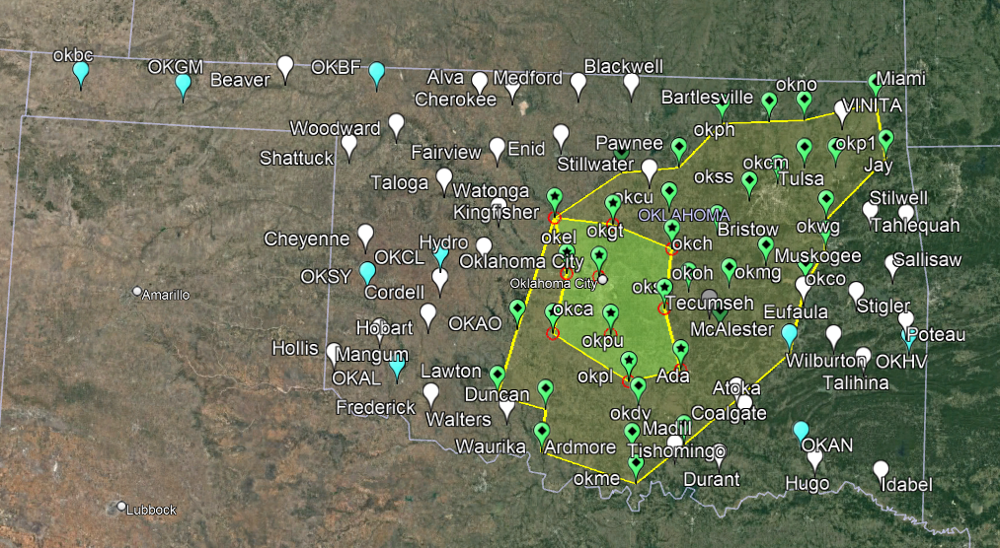 okbc
OKGM
Beaver
OKBF
Alva
Medford
Blackwell
Cherokee
Bartlesville
okno
Miami
VINITA
okph
Woodward
Shattuck
Fairview
Enid
Pawnee
Stillwater
okp1
Jay
okcm
Tulsa
okss
Taloga
Watonga
Kingfisher
okcu
OKLAHOMA
Stilwell
Tahlequah
okwg
Cheyenne
Hydro
OKCL
okel
okgt
okch
Bristow
Muskogee
Sallisaw
OKSY
Cordell
Oklahoma City
Oklahoma City
okoh
okmg
okco
Amarillo
Tecumseh
Stigler
Hobart
OKAO
okca
McAlester
Eufaula
Poteau
Hollis
Mangum
okpu
Wilburton
OKHV
Talihina
OKAL
Lawton
okpl
Ada
Frederick
Duncan
Atoka
Walters
okdv
Coalgate
Waurika
Ardmore
Madill
Tishomingo
OKAN
okme
Durant
Hugo
Idabel
Lubbock